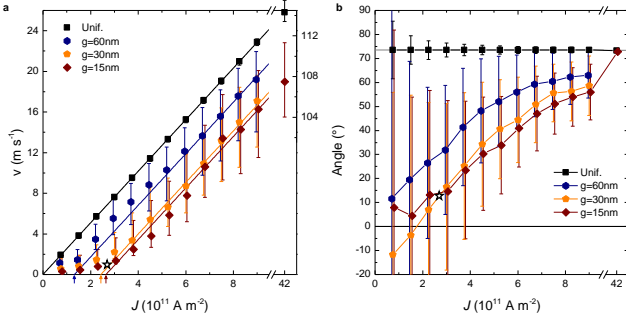 a
Unif.
g=60nm
g=30nm
g=15nm
24
20
16
12
8
4
0
v (m s⁻¹)
112
108
104
0 2 4 6 8 42
J (10¹¹ A m⁻²)
b
90
80
70
60
50
40
30
20
10
0
-10
-20
Angle (°)
Unif.
g=60nm
g=30nm
g=15nm
0 2 4 6 8 42
J (10¹¹ A m⁻²)